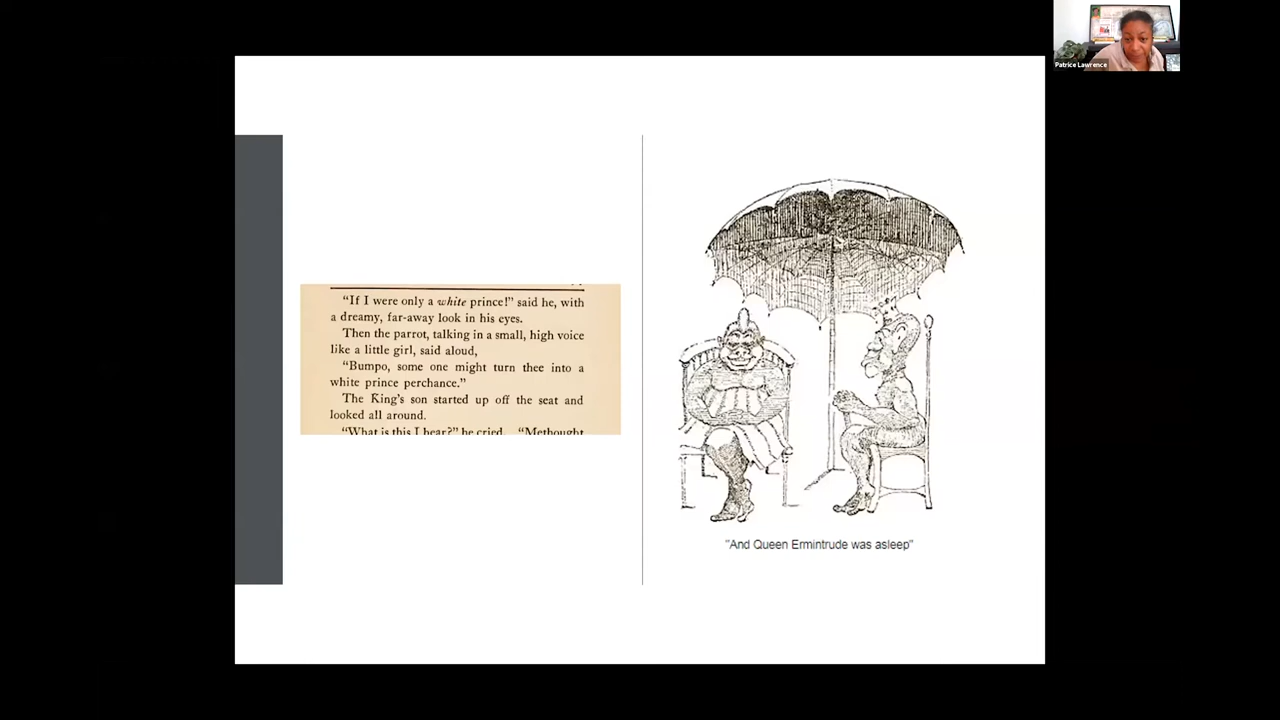 Patrice Lawrence
"If I were only a white prince!" said he, with
a dreamy, far-away look in his eyes.
Then the parrot, talking in a small, high voice
like a little girl, said aloud,
"Bumpo, some one might turn thee into a
white prince perchance."
The King's son started up off the seat and
looked all around.
"What is this I hear?" he cried. "Methought
"And Queen Ermintrude was asleep"